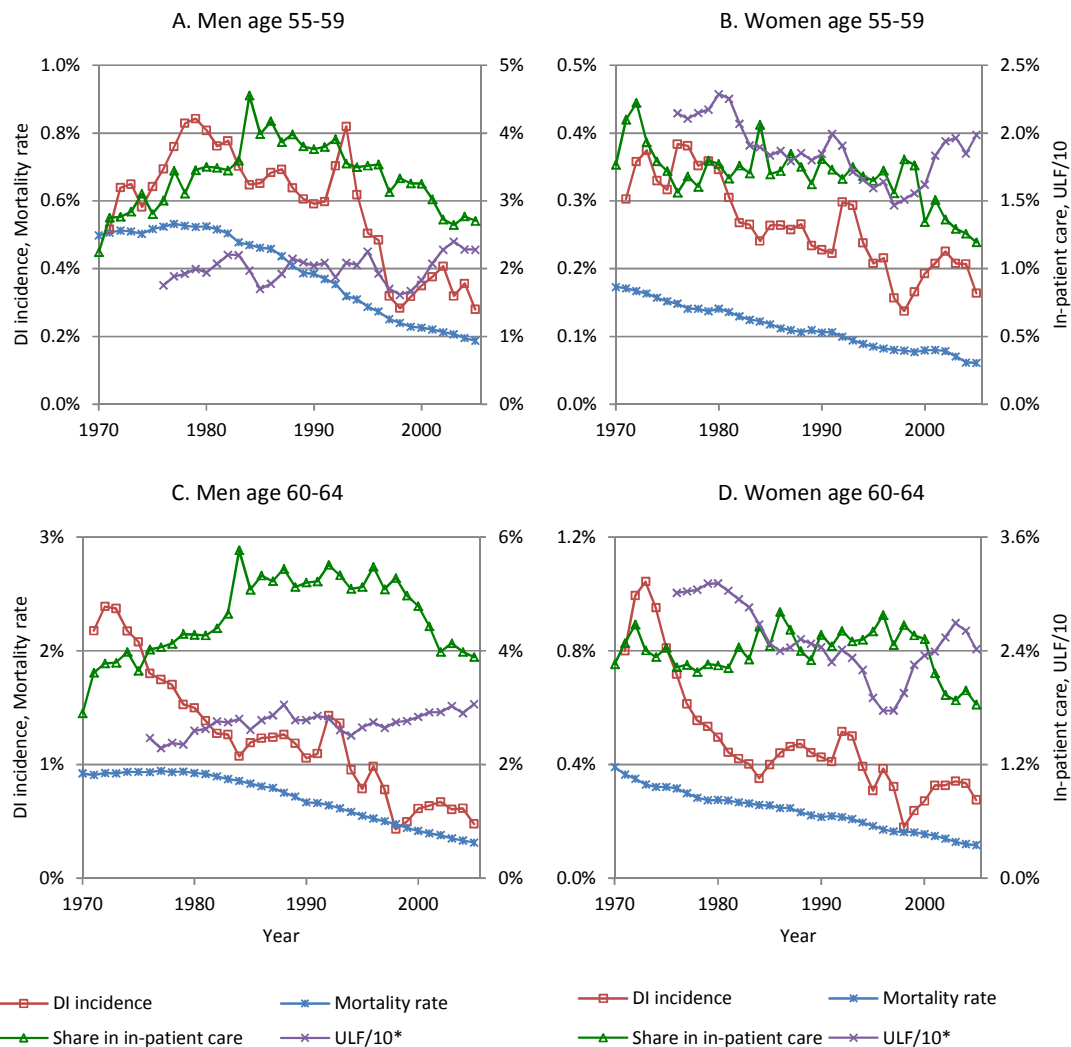 A. Men age 55-59
B. Women age 55-59
DI incidence, Mortality rate
1.0%
0.8%
0.6%
0.4%
0.2%
0.0%
5%
4%
3%
2%
1%
0%
1970 1980 1990 2000
0.5%
0.4%
0.3%
0.2%
0.1%
0.0%
2.5%
2.0%
1.5%
1.0%
0.5%
0.0%
In-patient care, ULF/10
1970 1980 1990 2000
C. Men age 60-64
D. Women age 60-64
DI incidence, Mortality rate
3%
2%
1%
0%
6%
4%
2%
0%
1970 1980 1990 2000
Year
1.2%
0.8%
0.4%
0.0%
3.6%
2.4%
1.2%
0.0%
In-patient care, ULF/10
1970 1980 1990 2000
Year
DI incidence Mortality rate
Share in in-patient care ULF/10*
DI incidence Mortality rate
Share in in-patient care ULF/10*